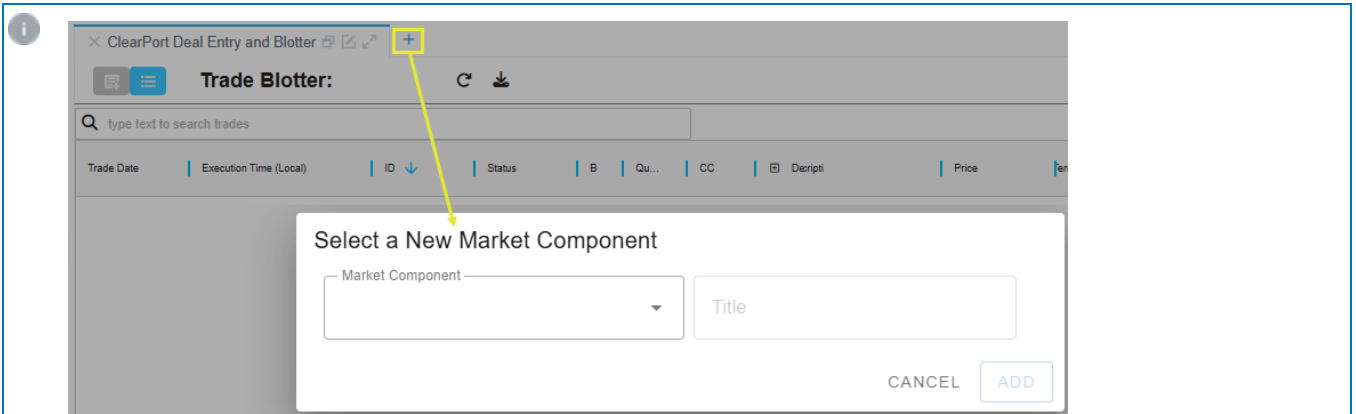 ClearPort Deal Entry and Blotter
Trade Blotter:
type text to search trades
Trade Date Execution Time (Local) ID Status B Qu... CC Deripti Price en
Select a New Market Component
Market Component
Title
CANCEL ADD